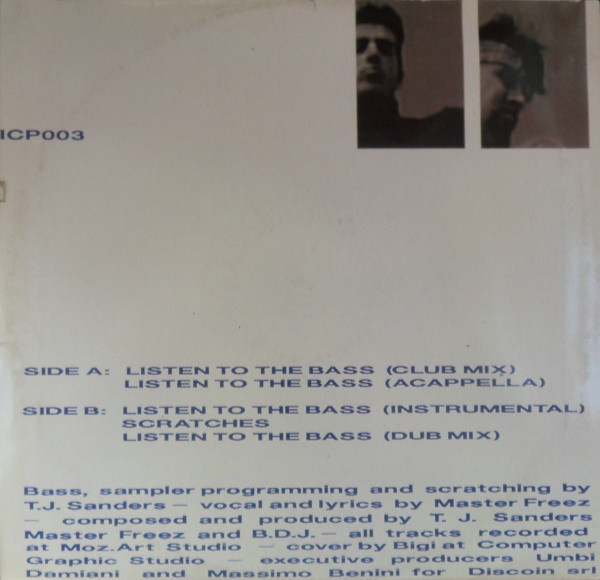 ICP003
SIDE A: LISTEN TO THE BASS (CLUB MIX)
LISTEN TO THE BASS (ACAPPELLA)
SIDE B: LISTEN TO THE BASS (INSTRUMENTAL)
SCRATCHES
LISTEN TO THE BASS (DUB MIX)
Bass, sampler programming and scratching by
T.J. Sanders — vocal and lyrics by Master Freez
— composed and produced by T. J. Sanders
Master Freez and B.D.J. — all tracks recorded
at Moz.Art Studio — cover by Bigi at Computer
Graphic Studio — executive producers Umbi
Damiani and Massimo Benini for Discoin srl